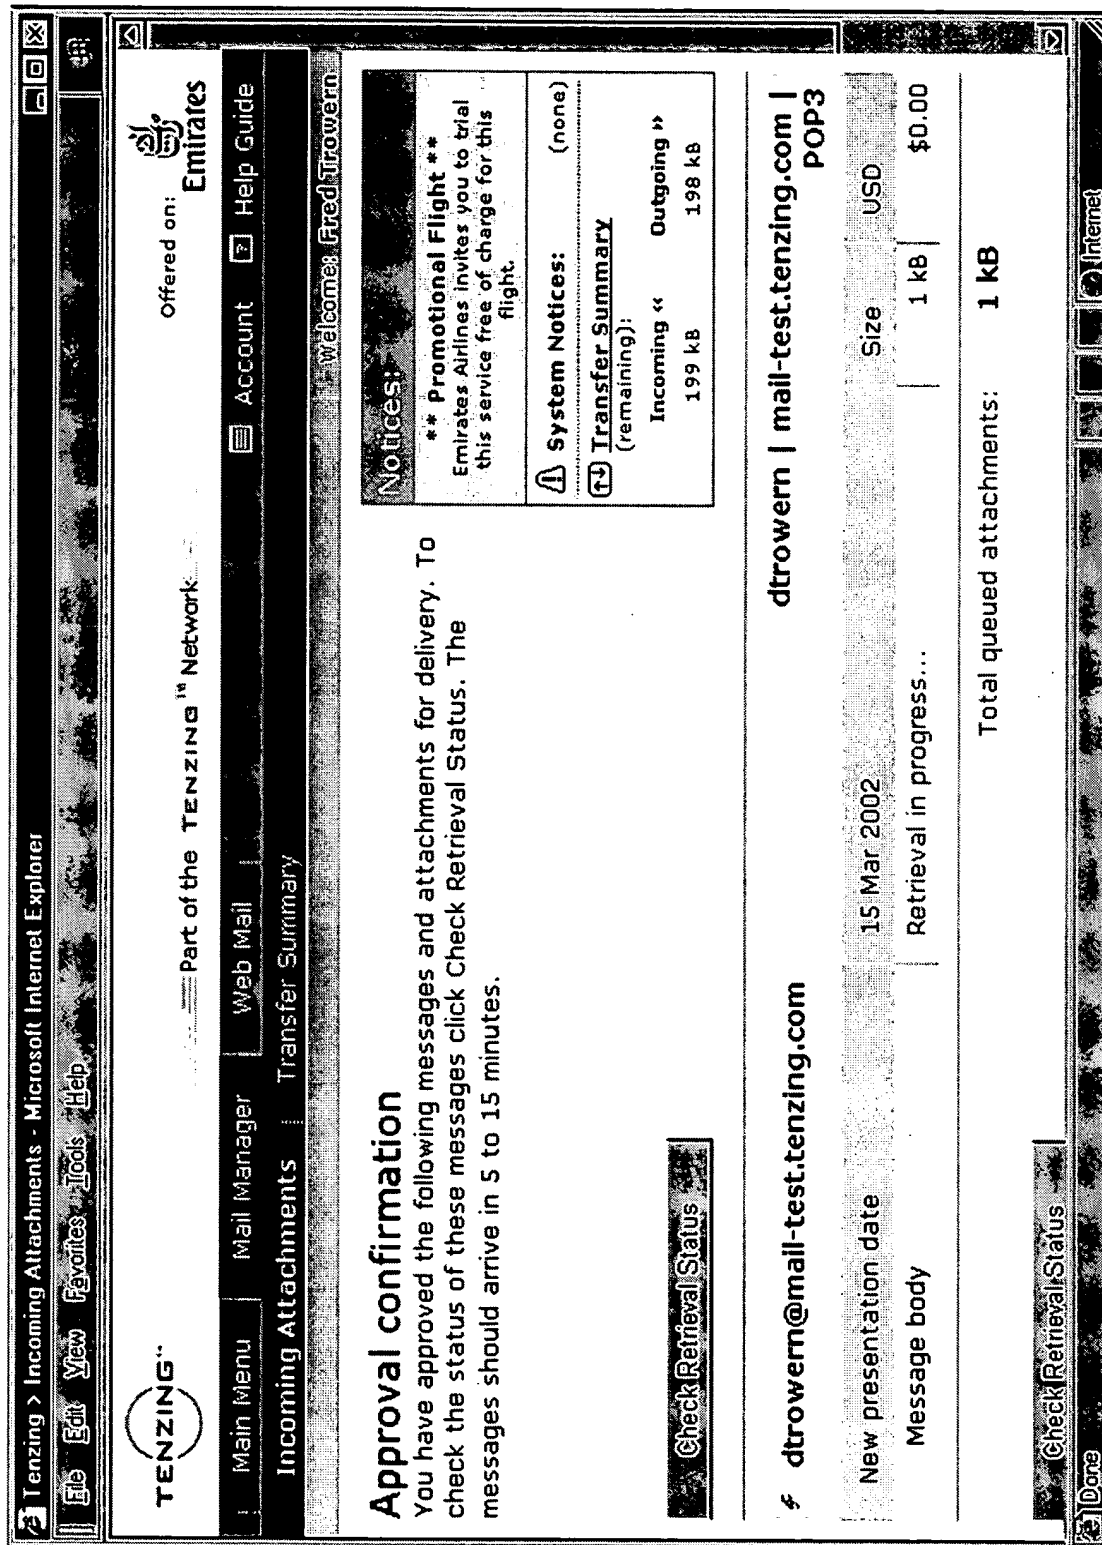 Tenzing > Incoming Attachments - Microsoft Internet Explorer
File Edit View Favorites Tools Help
TENZING™
Part of the TENZING™ Network
Offered on:
Emirates
Main Menu Mail Manager Web Mail Account ? Help Guide
Incoming Attachments Transfer Summary
Welcome: Fred Trowern
Approval confirmation
You have approved the following messages and attachments for delivery. To
check the status of these messages click Check Retrieval Status. The
messages should arrive in 5 to 15 minutes.
Check Retrieval Status
Notices:
** Promotional Flight **
Emirates Airlines invites you to trial
this service free of charge for this
flight.
System Notices: (none)
Transfer Summary
(remaining):
Incoming << Outgoing >>
199 kB 198 kB
dtrowern@mail-test.tenzing.com dtrowern | mail-test.tenzing.com |
POP3
New presentation date 15 Mar 2002 Size USD
Message body Retrieval in progress... 1 kB $0.00
Total queued attachments: 1 kB
Check Retrieval Status
Done Internet